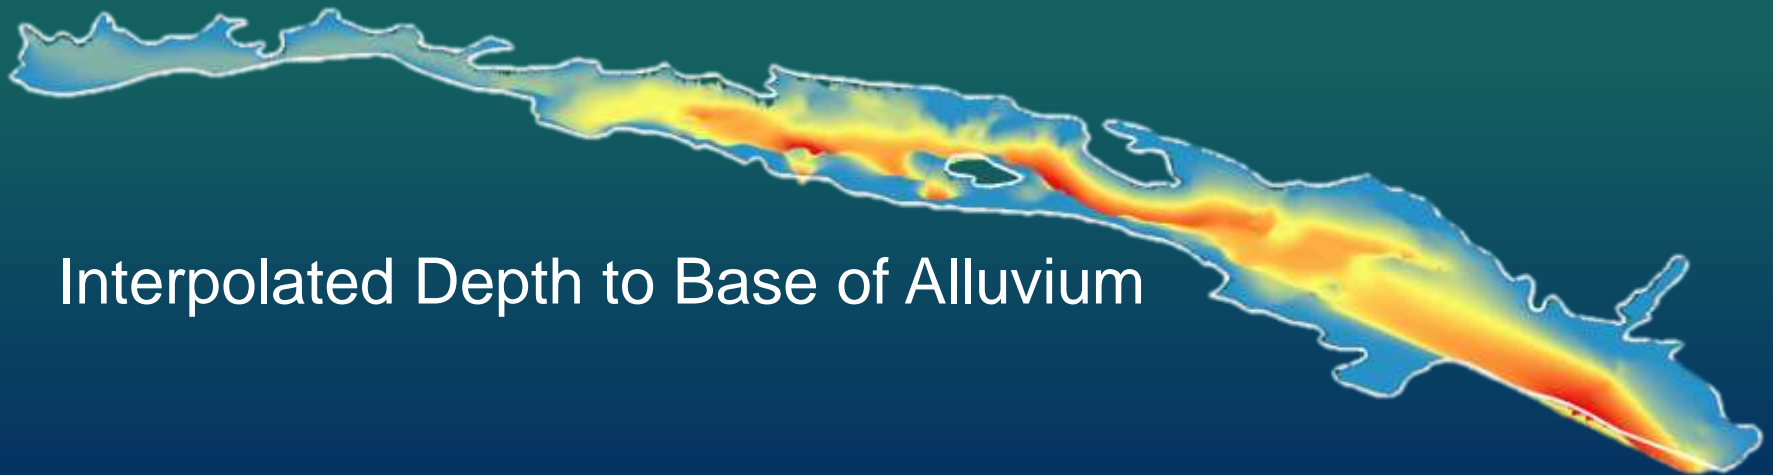 Interpolated Depth to Base of Alluvium